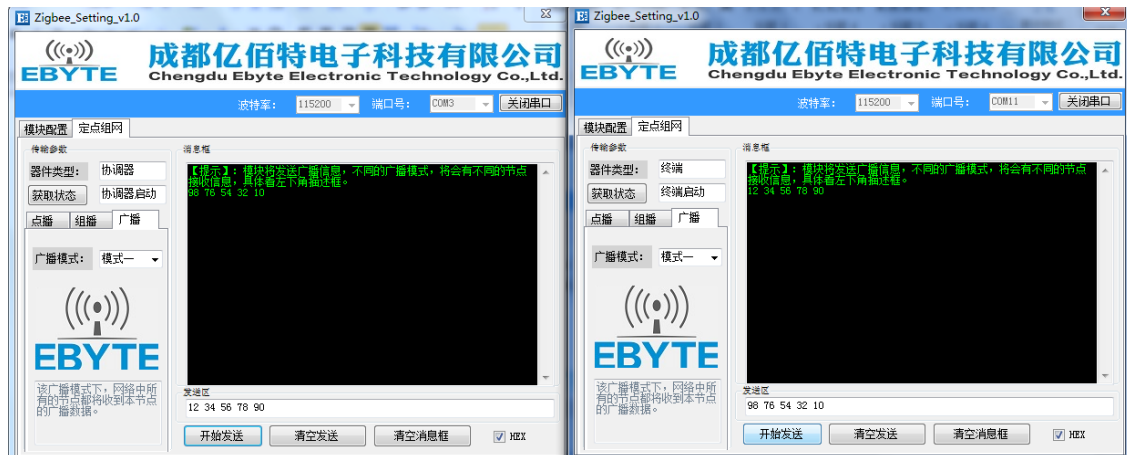 Zigbee_Setting_v1.0
EBYTE
成都亿佰特电子科技有限公司
Chengdu Ebyte Electronic Technology Co.,Ltd.
波特率: 115200 端口号: COM3 关闭串口
模块配置 定点组网
传输参数
器件类型: 协调器
获取状态 协调器启动
点播 组播 广播
广播模式: 模式一
EBYTE
该广播模式下,网络中所
有的节点都将收到本节点
的广播数据。
消息框
【提示】:模块将发送广播信息,不同的广播模式,将会有不同的节点
接收信息,具体看左下角描述框。
98 76 54 32 10
发送区
12 34 56 78 90
开始发送 清空发送 清空消息框 HEX
Zigbee_Setting_v1.0
EBYTE
成都亿佰特电子科技有限公司
Chengdu Ebyte Electronic Technology Co.,Ltd.
波特率: 115200 端口号: COM11 关闭串口
模块配置 定点组网
传输参数
器件类型: 终端
获取状态 终端启动
点播 组播 广播
广播模式: 模式一
EBYTE
该广播模式下,网络中所
有的节点都将收到本节点
的广播数据。
消息框
【提示】:模块将发送广播信息,不同的广播模式,将会有不同的节点
接收信息,具体看左下角描述框。
12 34 56 78 90
发送区
98 76 54 32 10
开始发送 清空发送 清空消息框 HEX